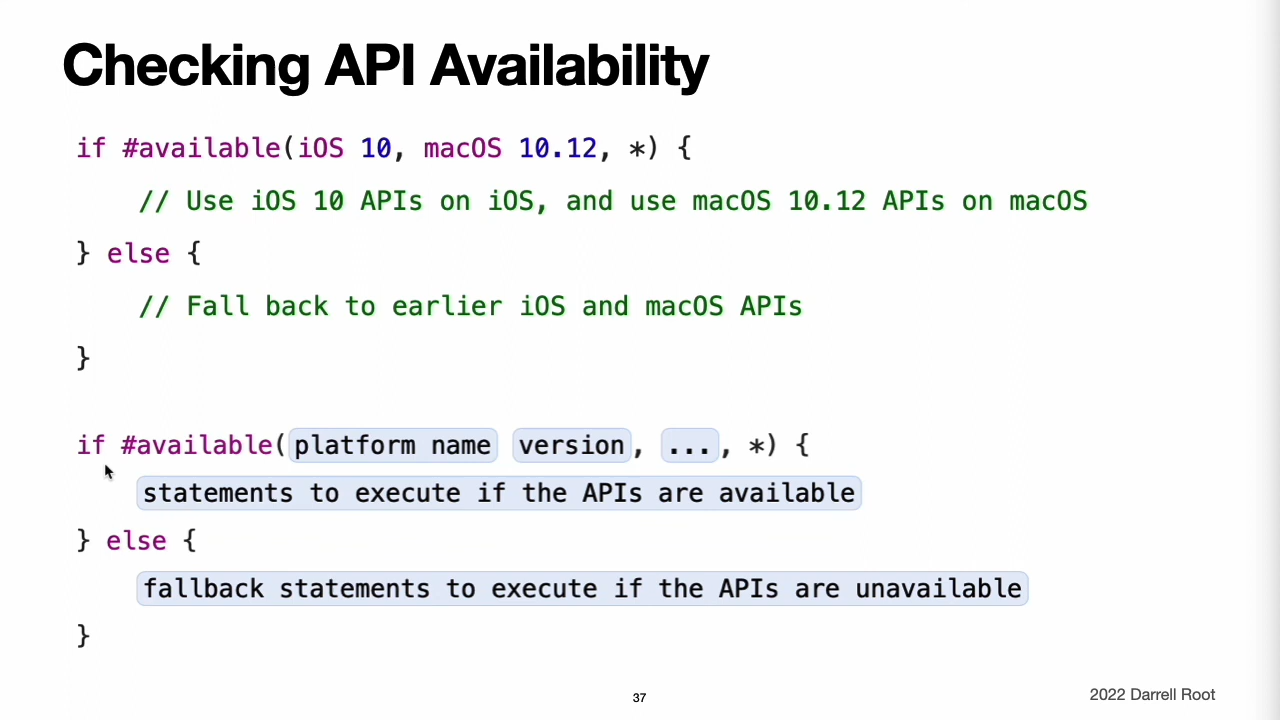 Checking API Availability
if #available(iOS 10, macOS 10.12, *) {
    // Use iOS 10 APIs on iOS, and use macOS 10.12 APIs on macOS
} else {
    // Fall back to earlier iOS and macOS APIs
}
if #available(platform name version, ..., *) {
    statements to execute if the APIs are available
} else {
    fallback statements to execute if the APIs are unavailable
}
37
2022 Darrell Root